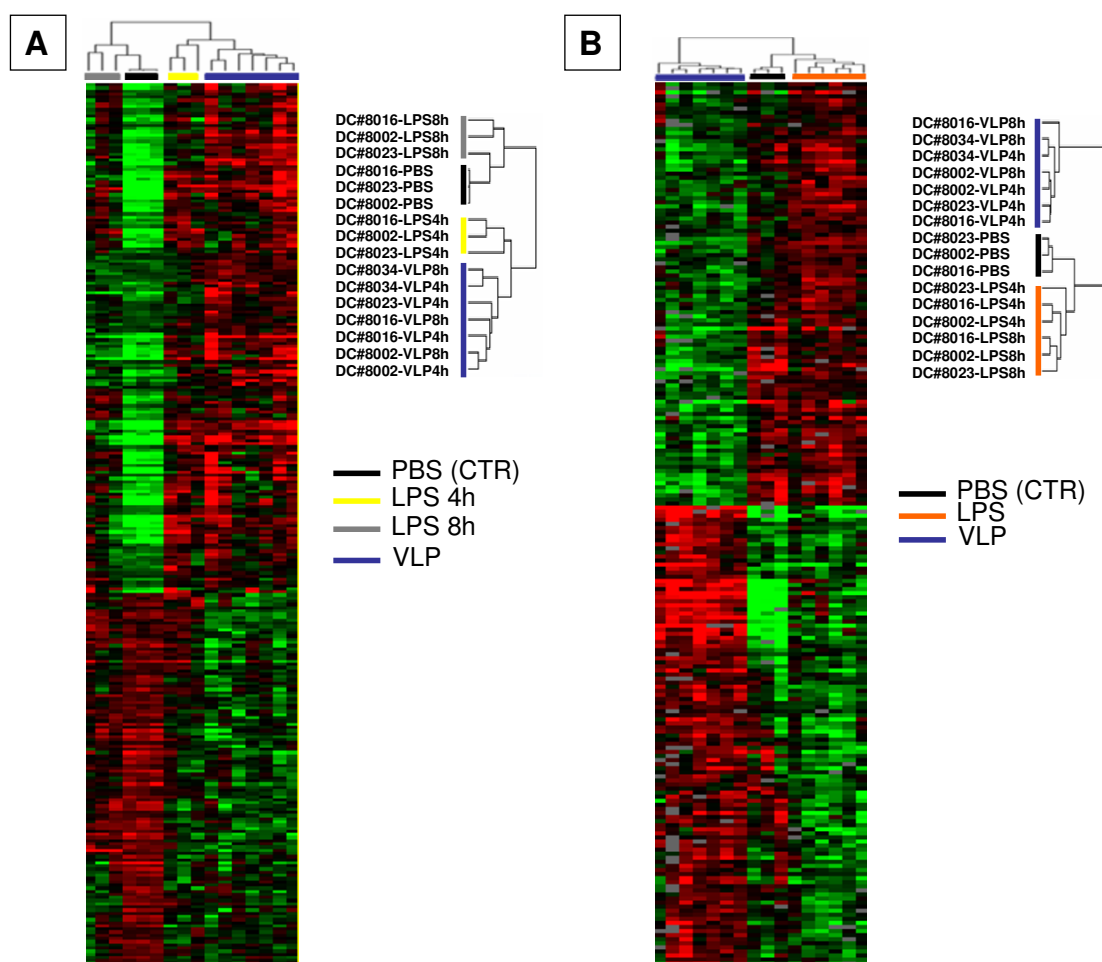 A
DC#8016-LPS8h
DC#8002-LPS8h
DC#8023-LPS8h
DC#8016-PBS
DC#8023-PBS
DC#8002-PBS
DC#8016-LPS4h
DC#8002-LPS4h
DC#8023-LPS4h
DC#8034-VLP8h
DC#8034-VLP4h
DC#8023-VLP4h
DC#8016-VLP8h
DC#8016-VLP4h
DC#8002-VLP8h
DC#8002-VLP4h
PBS (CTR)
LPS 4h
LPS 8h
VLP
B
DC#8016-VLP8h
DC#8034-VLP8h
DC#8034-VLP4h
DC#8002-VLP8h
DC#8002-VLP4h
DC#8023-VLP4h
DC#8016-VLP4h
DC#8023-PBS
DC#8002-PBS
DC#8016-PBS
DC#8023-LPS4h
DC#8016-LPS4h
DC#8002-LPS4h
DC#8016-LPS8h
DC#8002-LPS8h
DC#8023-LPS8h
PBS (CTR)
LPS
VLP